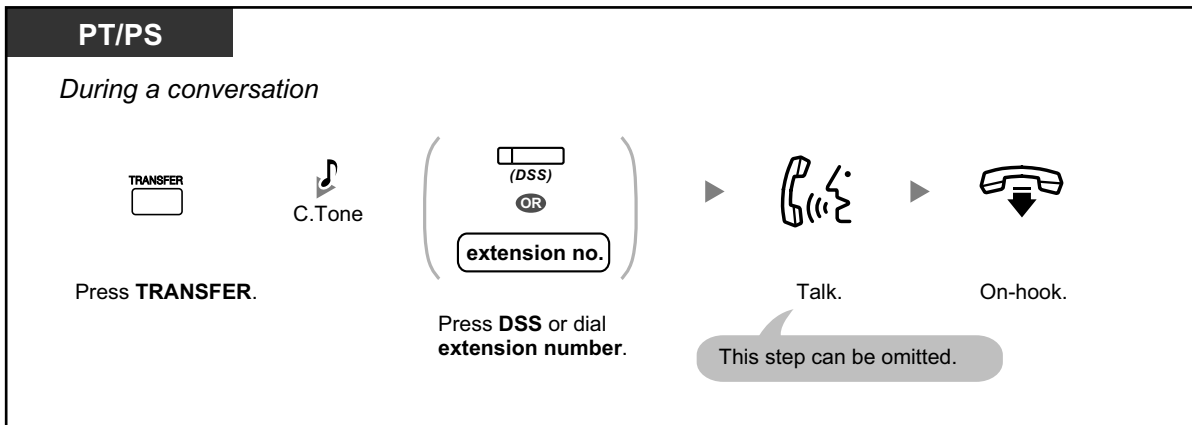 PT/PS
During a conversation
TRANSFER
C.Tone
(DSS)
OR
extension no.
Press TRANSFER.
Press DSS or dial
extension number.
Talk.
On-hook.
This step can be omitted.